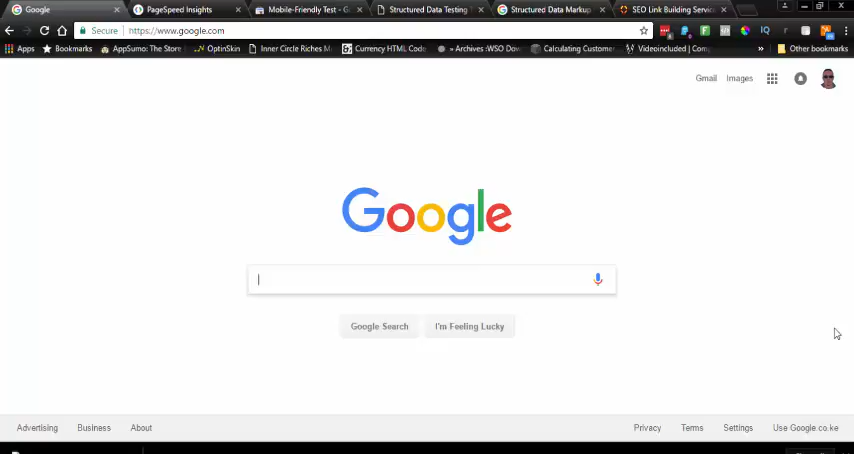 Google PageSpeed Insights Mobile-Friendly Test - G Structured Data Testing Structured Data Markup SEO Link Building Service
Secure https://www.google.com IQ
Apps Bookmarks AppSumo: The Store OptinSkin Inner Circle Riches M Currency HTML Code » Archives :WSO Dow Calculating Customer Videoincluded | Com » Other bookmarks
Gmail Images
Google
Google Search I'm Feeling Lucky
Advertising Business About Privacy Terms Settings Use Google.co.ke